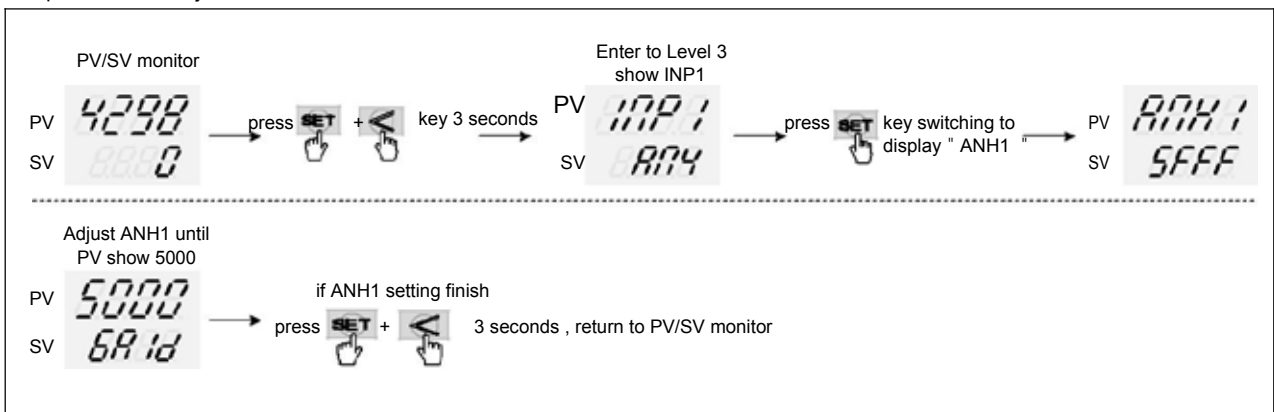 PV/SV monitor
PV 4298
SV 0
press SET + < key 3 seconds
Enter to Level 3
show INP1
PV INP1
SV AN4
press SET key switching to
display " ANH1 "
PV ANH1
SV 5FFF
Adjust ANH1 until
PV show 5000
PV 5000
SV 6A1d
if ANH1 setting finish
press SET + < 3 seconds , return to PV/SV monitor